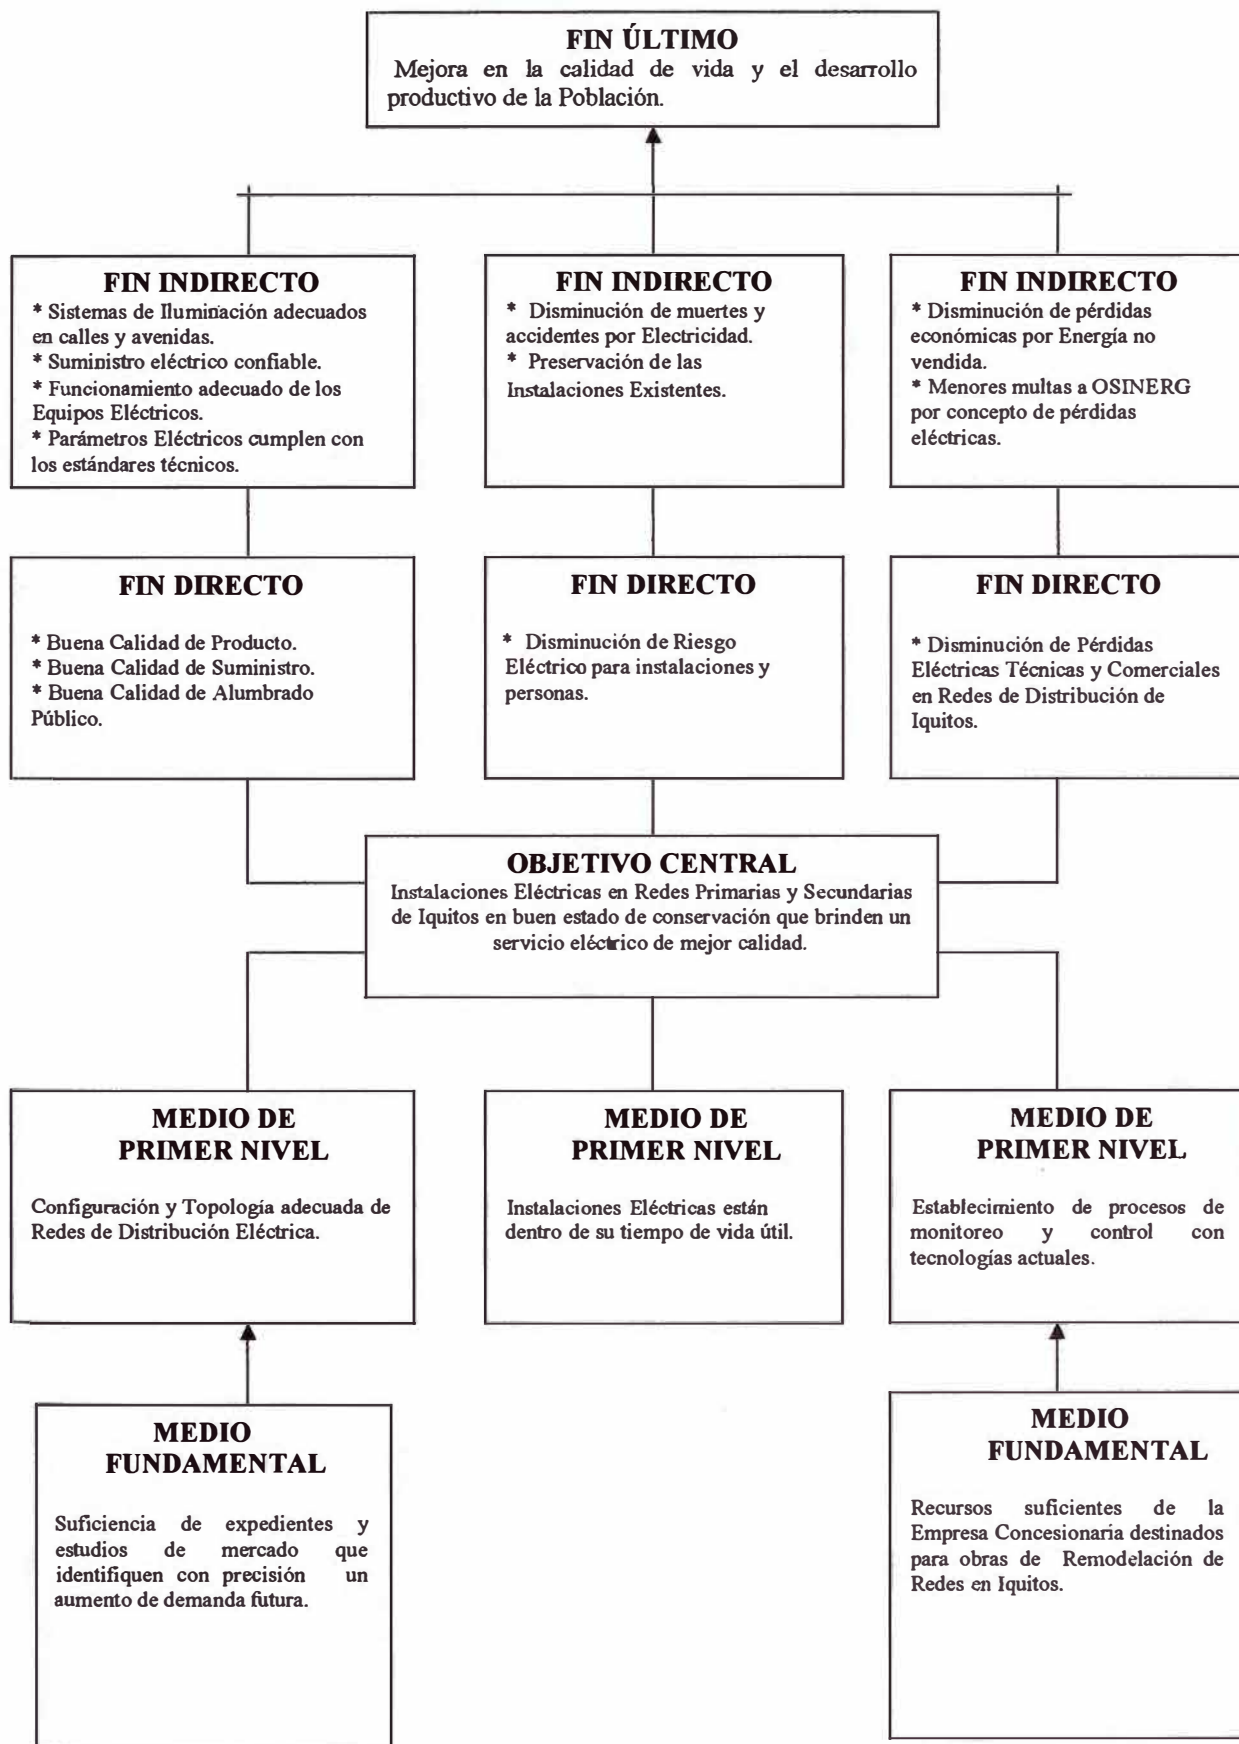 FIN ÚLTIMO
Mejora en la calidad de vida y el desarrollo
productivo de la Población.
FIN INDIRECTO
* Sistemas de Iluminación adecuados
en calles y avenidas.
* Suministro eléctrico confiable.
* Funcionamiento adecuado de los
Equipos Eléctricos.
* Parámetros Eléctricos cumplen con
los estándares técnicos.
FIN INDIRECTO
* Disminución de muertes y
accidentes por Electricidad.
* Preservación de las
Instalaciones Existentes.
FIN INDIRECTO
* Disminución de pérdidas
económicas por Energía no
vendida.
* Menores multas a OSINERG
por concepto de pérdidas
eléctricas.
FIN DIRECTO
* Buena Calidad de Producto.
* Buena Calidad de Suministro.
* Buena Calidad de Alumbrado
Público.
FIN DIRECTO
* Disminución de Riesgo
Eléctrico para instalaciones y
personas.
FIN DIRECTO
* Disminución de Pérdidas
Eléctricas Técnicas y Comerciales
en Redes de Distribución de
Iquitos.
OBJETIVO CENTRAL
Instalaciones Eléctricas en Redes Primarias y Secundarias
de Iquitos en buen estado de conservación que brinden un
servicio eléctrico de mejor calidad.
MEDIO DE
PRIMER NIVEL
Configuración y Topología adecuada de
Redes de Distribución Eléctrica.
MEDIO DE
PRIMER NIVEL
Instalaciones Eléctricas están
dentro de su tiempo de vida útil.
MEDIO DE
PRIMER NIVEL
Establecimiento de procesos de
monitoreo y control con
tecnologías actuales.
MEDIO
FUNDAMENTAL
Suficiencia de expedientes y
estudios de mercado que
identifiquen con precisión un
aumento de demanda futura.
MEDIO
FUNDAMENTAL
Recursos suficientes de la
Empresa Concesionaria destinados
para obras de Remodelación de
Redes en Iquitos.